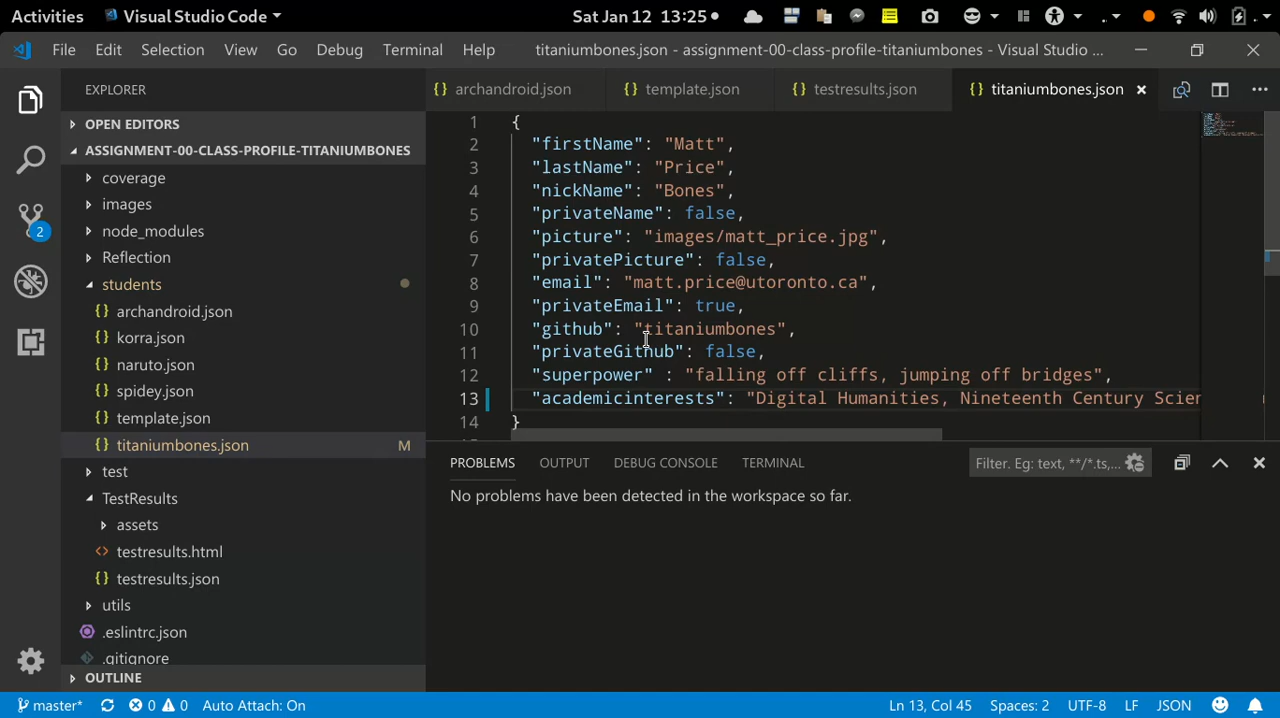 Activities Visual Studio Code Sat Jan 12 13:25
File Edit Selection View Go Debug Terminal Help titaniumbones.json - assignment-00-class-profile-titaniumbones - Visual Studio Code ...
EXPLORER
OPEN EDITORS
ASSIGNMENT-00-CLASS-PROFILE-TITANIUMBONES
coverage
images
node_modules
Reflection
students
{} archandroid.json
{} korra.json
{} naruto.json
{} spidey.json
{} template.json
{} titaniumbones.json M
test
TestResults
assets
<> testresults.html
{} testresults.json
utils
.eslintrc.json
.gitignore
OUTLINE
2
{} archandroid.json {} template.json {} testresults.json {} titaniumbones.json
1 {
2 "firstName": "Matt",
3 "lastName": "Price",
4 "nickName": "Bones",
5 "privateName": false,
6 "picture": "images/matt_price.jpg",
7 "privatePicture": false,
8 "email": "matt.price@utoronto.ca",
9 "privateEmail": true,
10 "github": "titaniumbones",
11 "privateGithub": false,
12 "superpower" : "falling off cliffs, jumping off bridges",
13 "academicinterests": "Digital Humanities, Nineteenth Century Scien
14 }
PROBLEMS OUTPUT DEBUG CONSOLE TERMINAL Filter. Eg: text, **/*.ts, ...
No problems have been detected in the workspace so far.
master* 0 0 Auto Attach: On Ln 13, Col 45 Spaces: 2 UTF-8 LF JSON